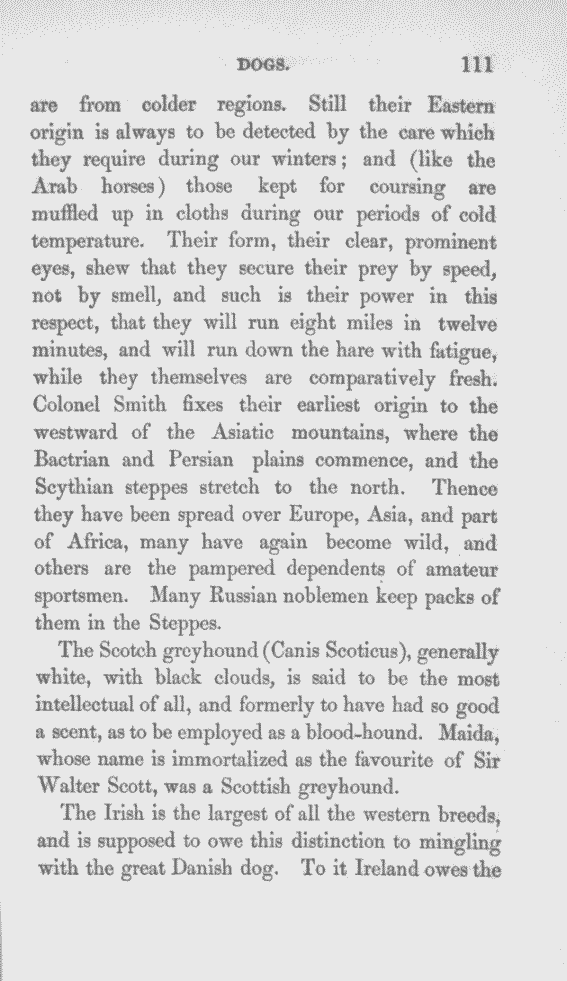 DOGS. 111
are from colder regions. Still their Eastern
origin is always to be detected by the care which
they require during our winters; and (like the
Arab horses) those kept for coursing are
muffled up in cloths during our periods of cold
temperature. Their form, their clear, prominent
eyes, shew that they secure their prey by speed,
not by smell, and such is their power in this
respect, that they will run eight miles in twelve
minutes, and will run down the hare with fatigue,
while they themselves are comparatively fresh.
Colonel Smith fixes their earliest origin to the
westward of the Asiatic mountains, where the
Bactrian and Persian plains commence, and the
Scythian steppes stretch to the north. Thence
they have been spread over Europe, Asia, and part
of Africa, many have again become wild, and
others are the pampered dependents of amateur
sportsmen. Many Russian noblemen keep packs of
them in the Steppes.
The Scotch greyhound (Canis Scoticus), generally
white, with black clouds, is said to be the most
intellectual of all, and formerly to have had so good
a scent, as to be employed as a blood-hound. Maida,
whose name is immortalized as the favourite of Sir
Walter Scott, was a Scottish greyhound.
The Irish is the largest of all the western breeds,
and is supposed to owe this distinction to mingling
with the great Danish dog. To it Ireland owes the